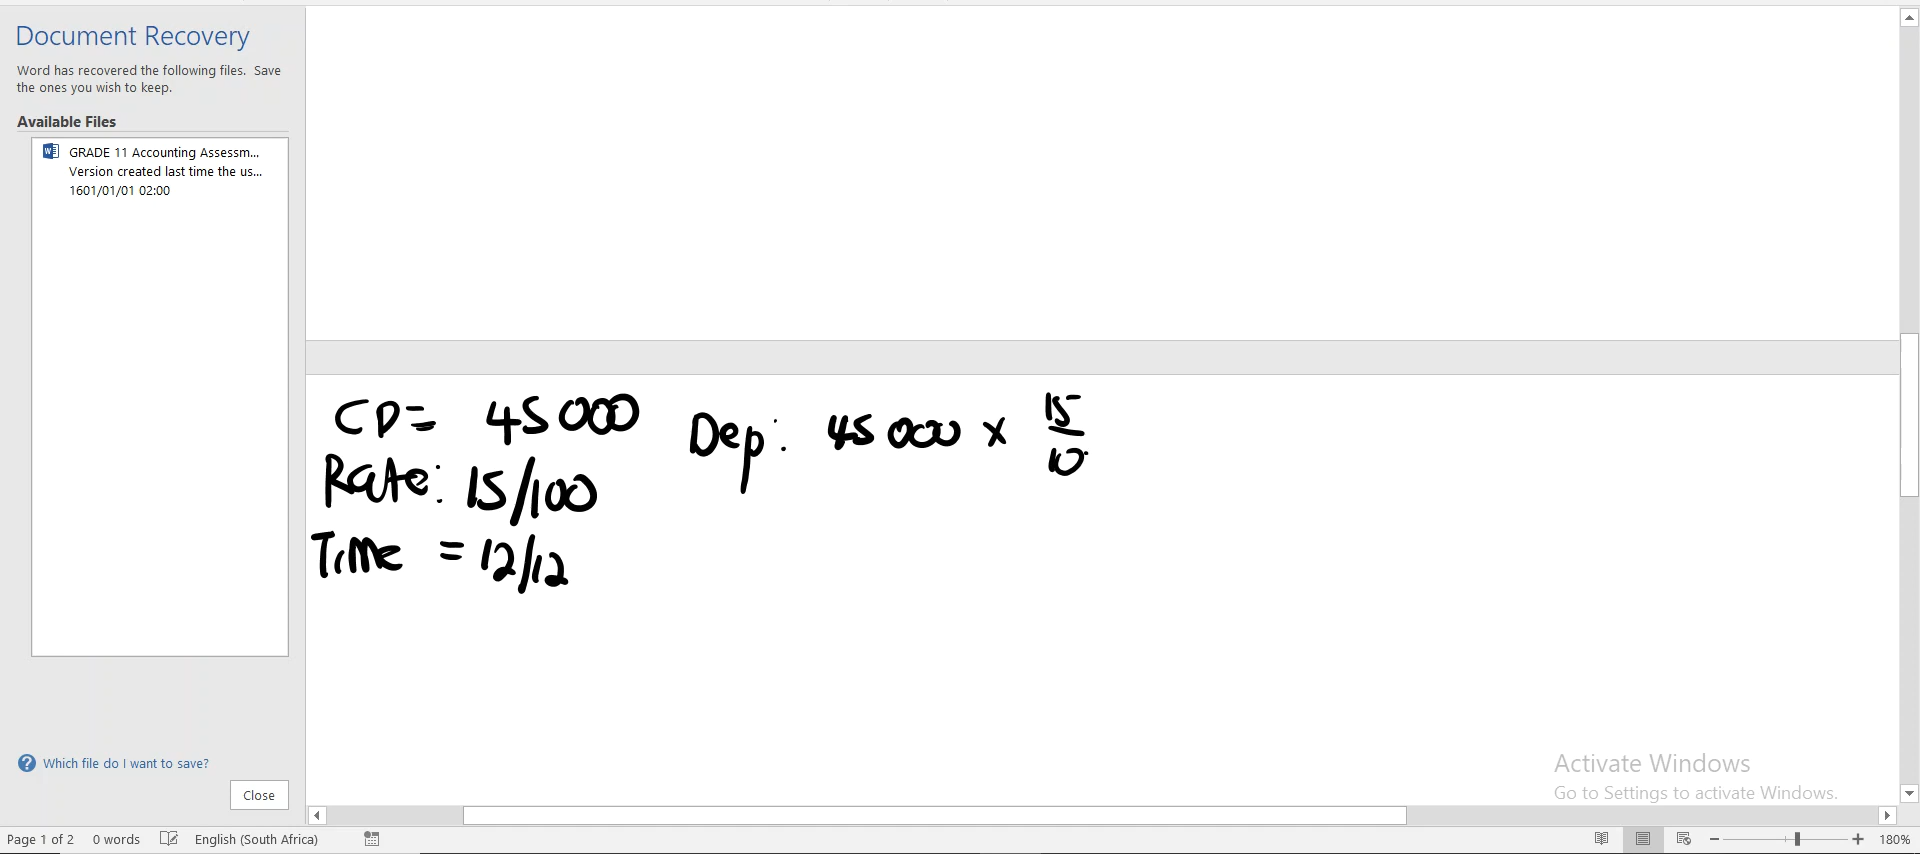 Document Recovery
Word has recovered the following files. Save
the ones you wish to keep.
Available Files
GRADE 11 Accounting Assessm...
Version created last time the us...
1601/01/01 02:00
CP= 45 000
Rate: 15/100
Time = 12/12
Dep: 45 000 x 15/10
Which file do I want to save?
Close
Activate Windows
Go to Settings to activate Windows.
Page 1 of 2 0 words English (South Africa) 180%